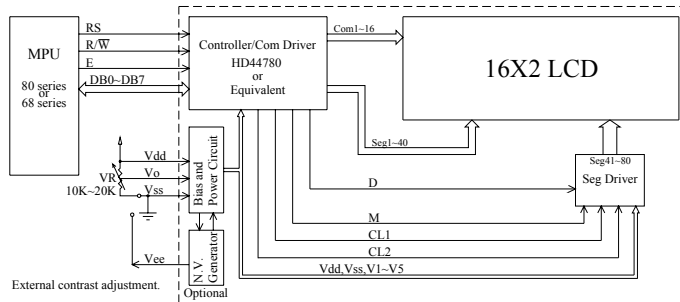 MPU
80 series
or
68 series
RS
R/W
E
DB0~DB7
Controller/Com Driver
HD44780
or
Equivalent
Com1~16
16X2 LCD
Seg1~40
Seg41~80
Seg Driver
D
M
CL1
CL2
Vdd,Vss,V1~V5
Vdd
Vo
Vss
VR
10K~20K
Bias and
Power Circuit
Vee
N.V.
Generator
Optional
External contrast adjustment.